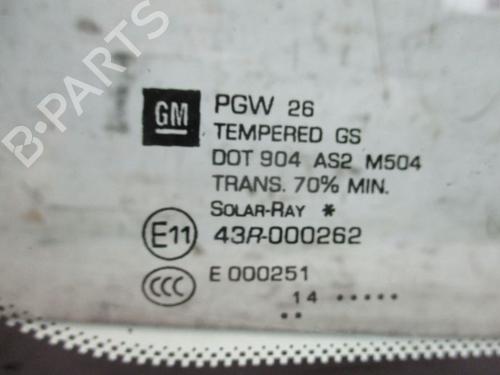 GM PGW 26
TEMPERED GS
DOT 904 AS2 M504
TRANS. 70% MIN.
SOLAR-RAY *
E11 43R-000262
CCC E 000251
14 •••••
••
B-PARTS